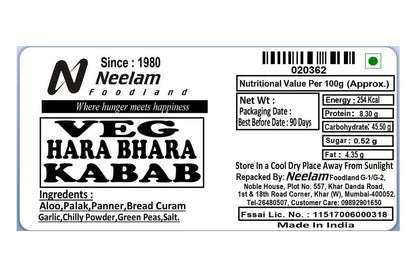 Since : 1980
Neelam
Foodland
Where hunger meets happiness
VEG
HARA BHARA
KABAB
Ingredents :
Aloo,Palak,Panner,Bread Curam
Garlic,Chilly Powder,Green Peas,Salt.
020362
Nutritional Value Per 100g (Approx.)
Net Wt :
Packaging Date :
Best Before Date : 90 Days
Energy : 254 Kcal
Protein : 8.30 g
Carbohydrate: 45.50 g
Sugar : 0.52 g
Fat : 4.35 g
Store In a Cool Dry Place Away From Sunlight
Repacked By: Neelam Foodland G-1/G-2,
Noble House, Plot No. 557, Khar Danda Road,
1st & 18th Road Corner, Khar (W), Mumbai-400052.
Tel-26480507, Customer Care: 09892901650
Fssai Lic. No. : 11517006000318
Made In India